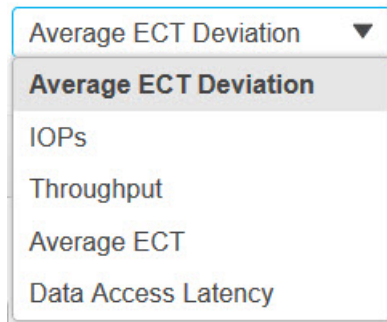 Average ECT Deviation
Average ECT Deviation
IOPs
Throughput
Average ECT
Data Access Latency